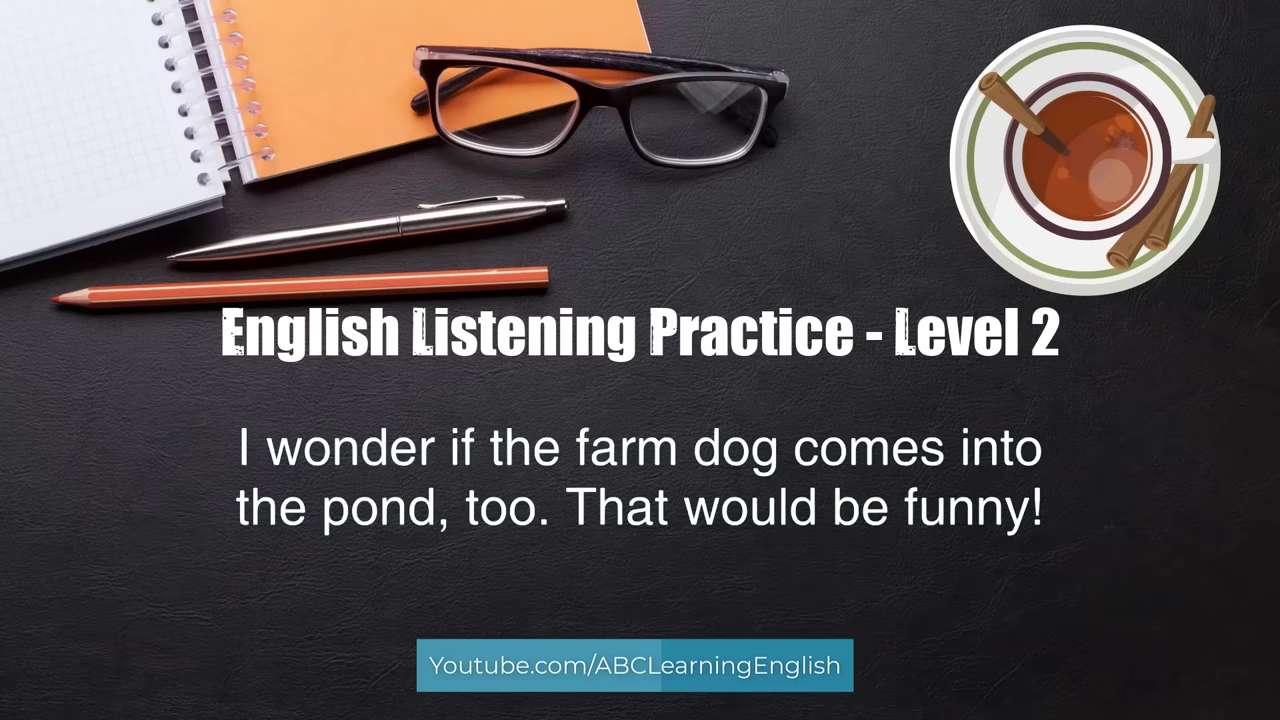 English Listening Practice - Level 2
I wonder if the farm dog comes into
the pond, too. That would be funny!
Youtube.com/ABCLearningEnglish